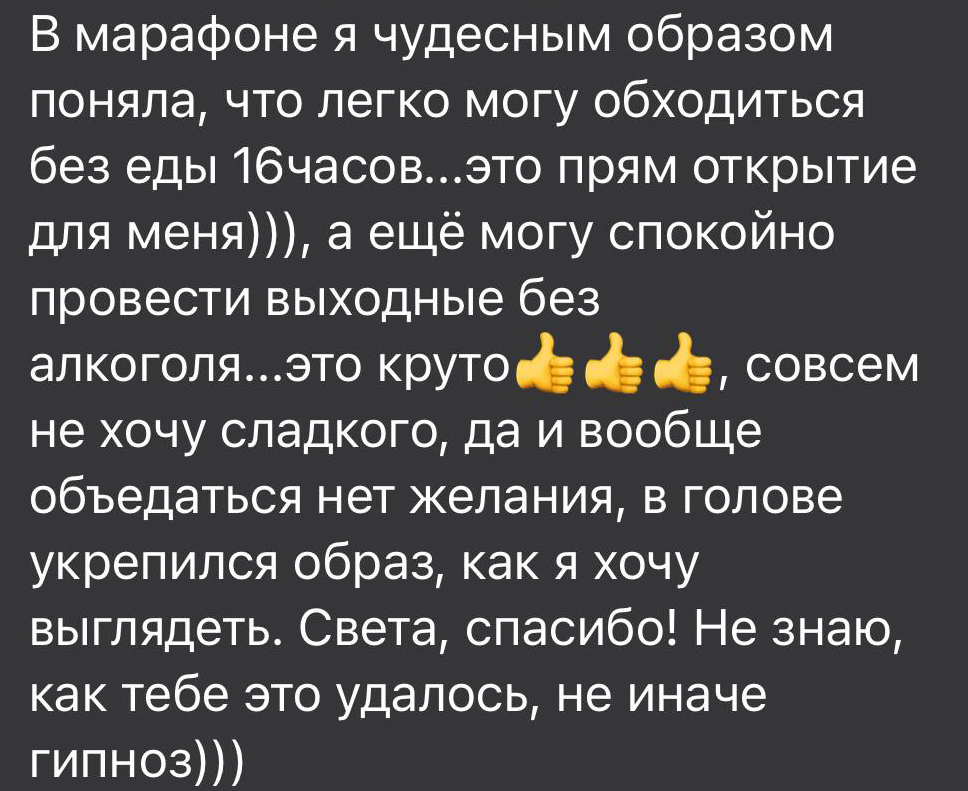 В марафоне я чудесным образом
поняла, что легко могу обходиться
без еды 16часов...это прям открытие
для меня))), а ещё могу спокойно
провести выходные без
алкоголя...это круто👍👍👍, совсем
не хочу сладкого, да и вообще
объедаться нет желания, в голове
укрепился образ, как я хочу
выглядеть. Света, спасибо! Не знаю,
как тебе это удалось, не иначе
гипноз)))